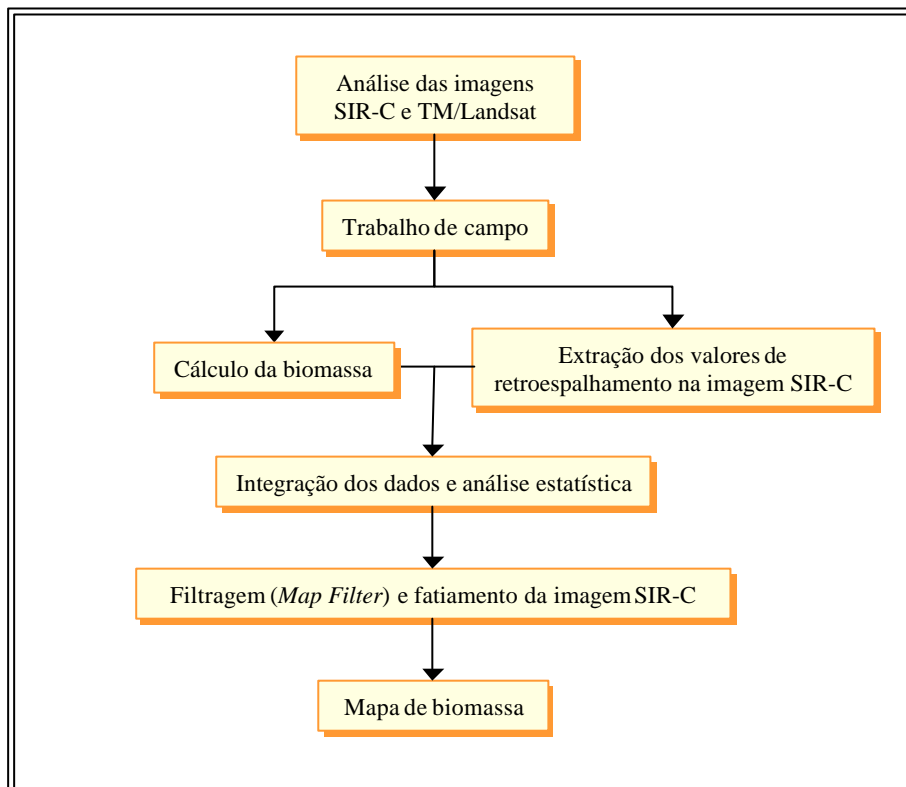 Análise das imagens
SIR-C e TM/Landsat
Trabalho de campo
Cálculo da biomassa
Extração dos valores de
retroespalhamento na imagem SIR-C
Integração dos dados e análise estatística
Filtragem (Map Filter) e fatiamento da imagem SIR-C
Mapa de biomassa